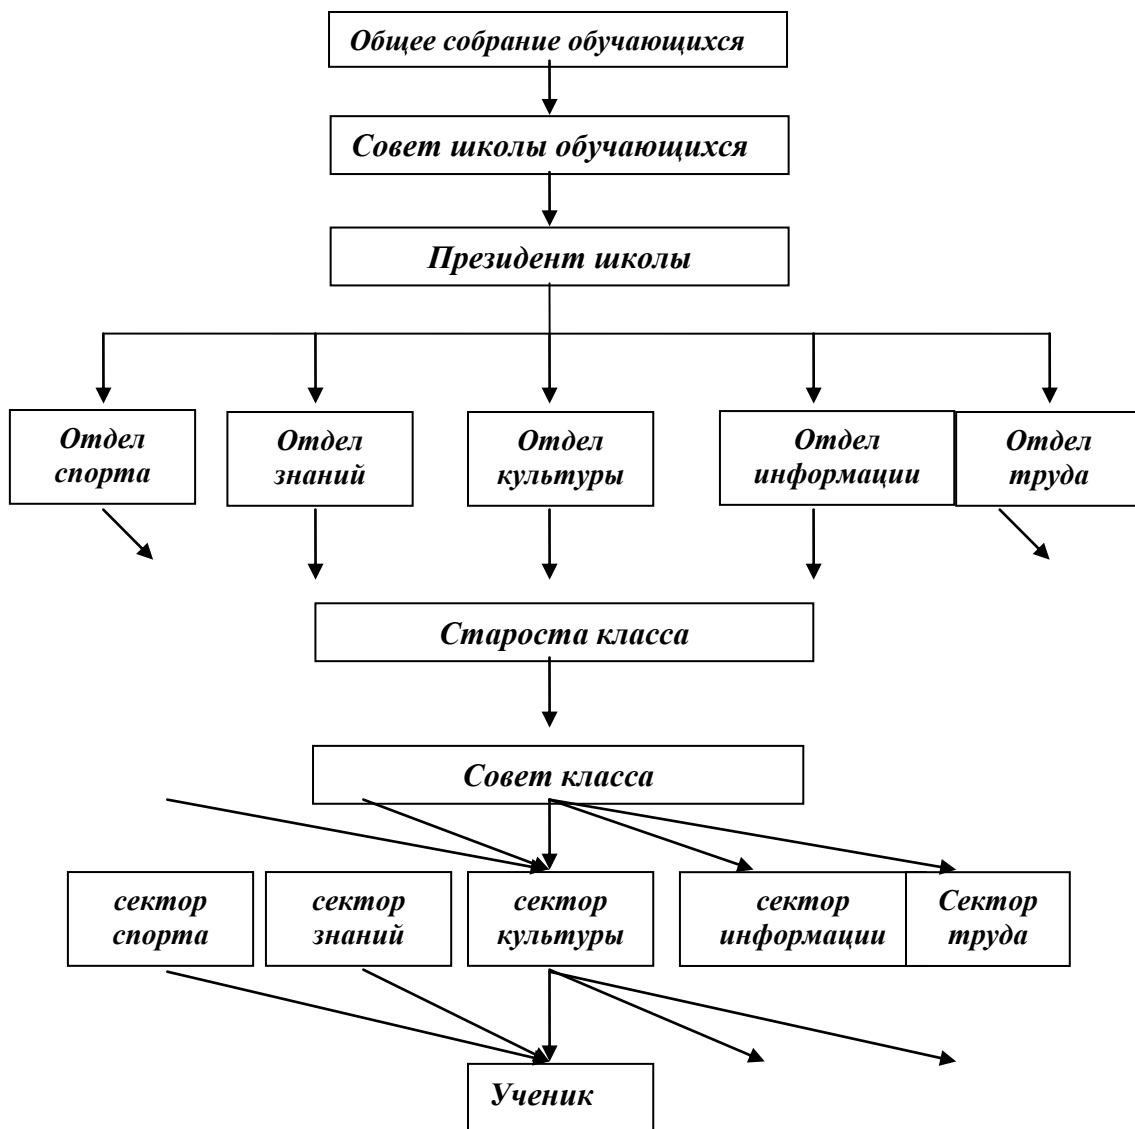 Общее собрание обучающихся
Совет школы обучающихся
Президент школы
Отдел
спорта
Отдел
знаний
Отдел
культуры
Отдел
информации
Отдел
труда
Староста класса
Совет класса
сектор
спорта
сектор
знаний
сектор
культуры
сектор
информации
Сектор
труда
Ученик